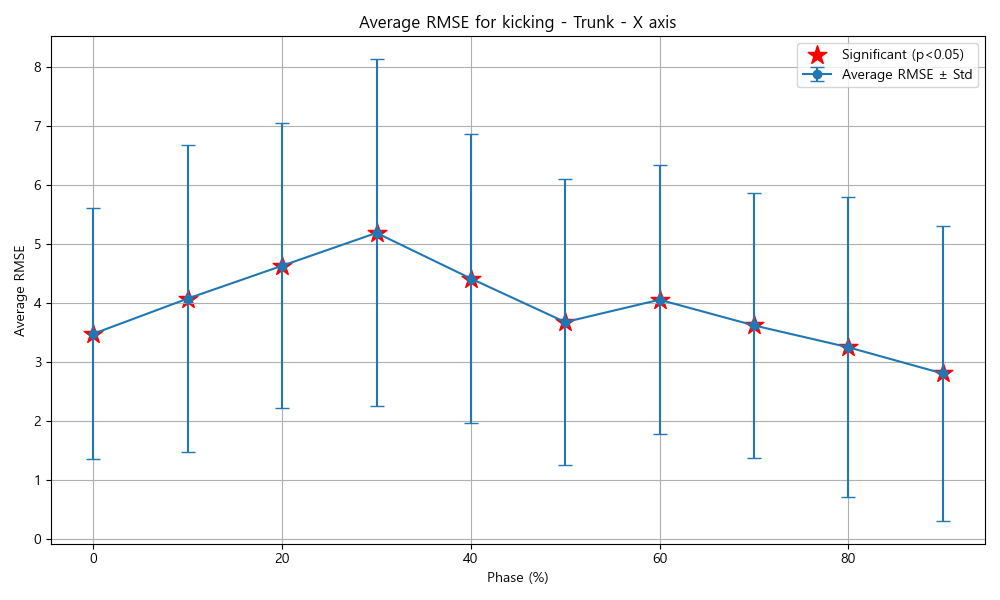 Average RMSE for kicking - Trunk - X axis
Significant (p<0.05)
Average RMSE ± Std
8
7
6
5
4
3
2
1
0
Average RMSE
0 20 40 60 80
Phase (%)